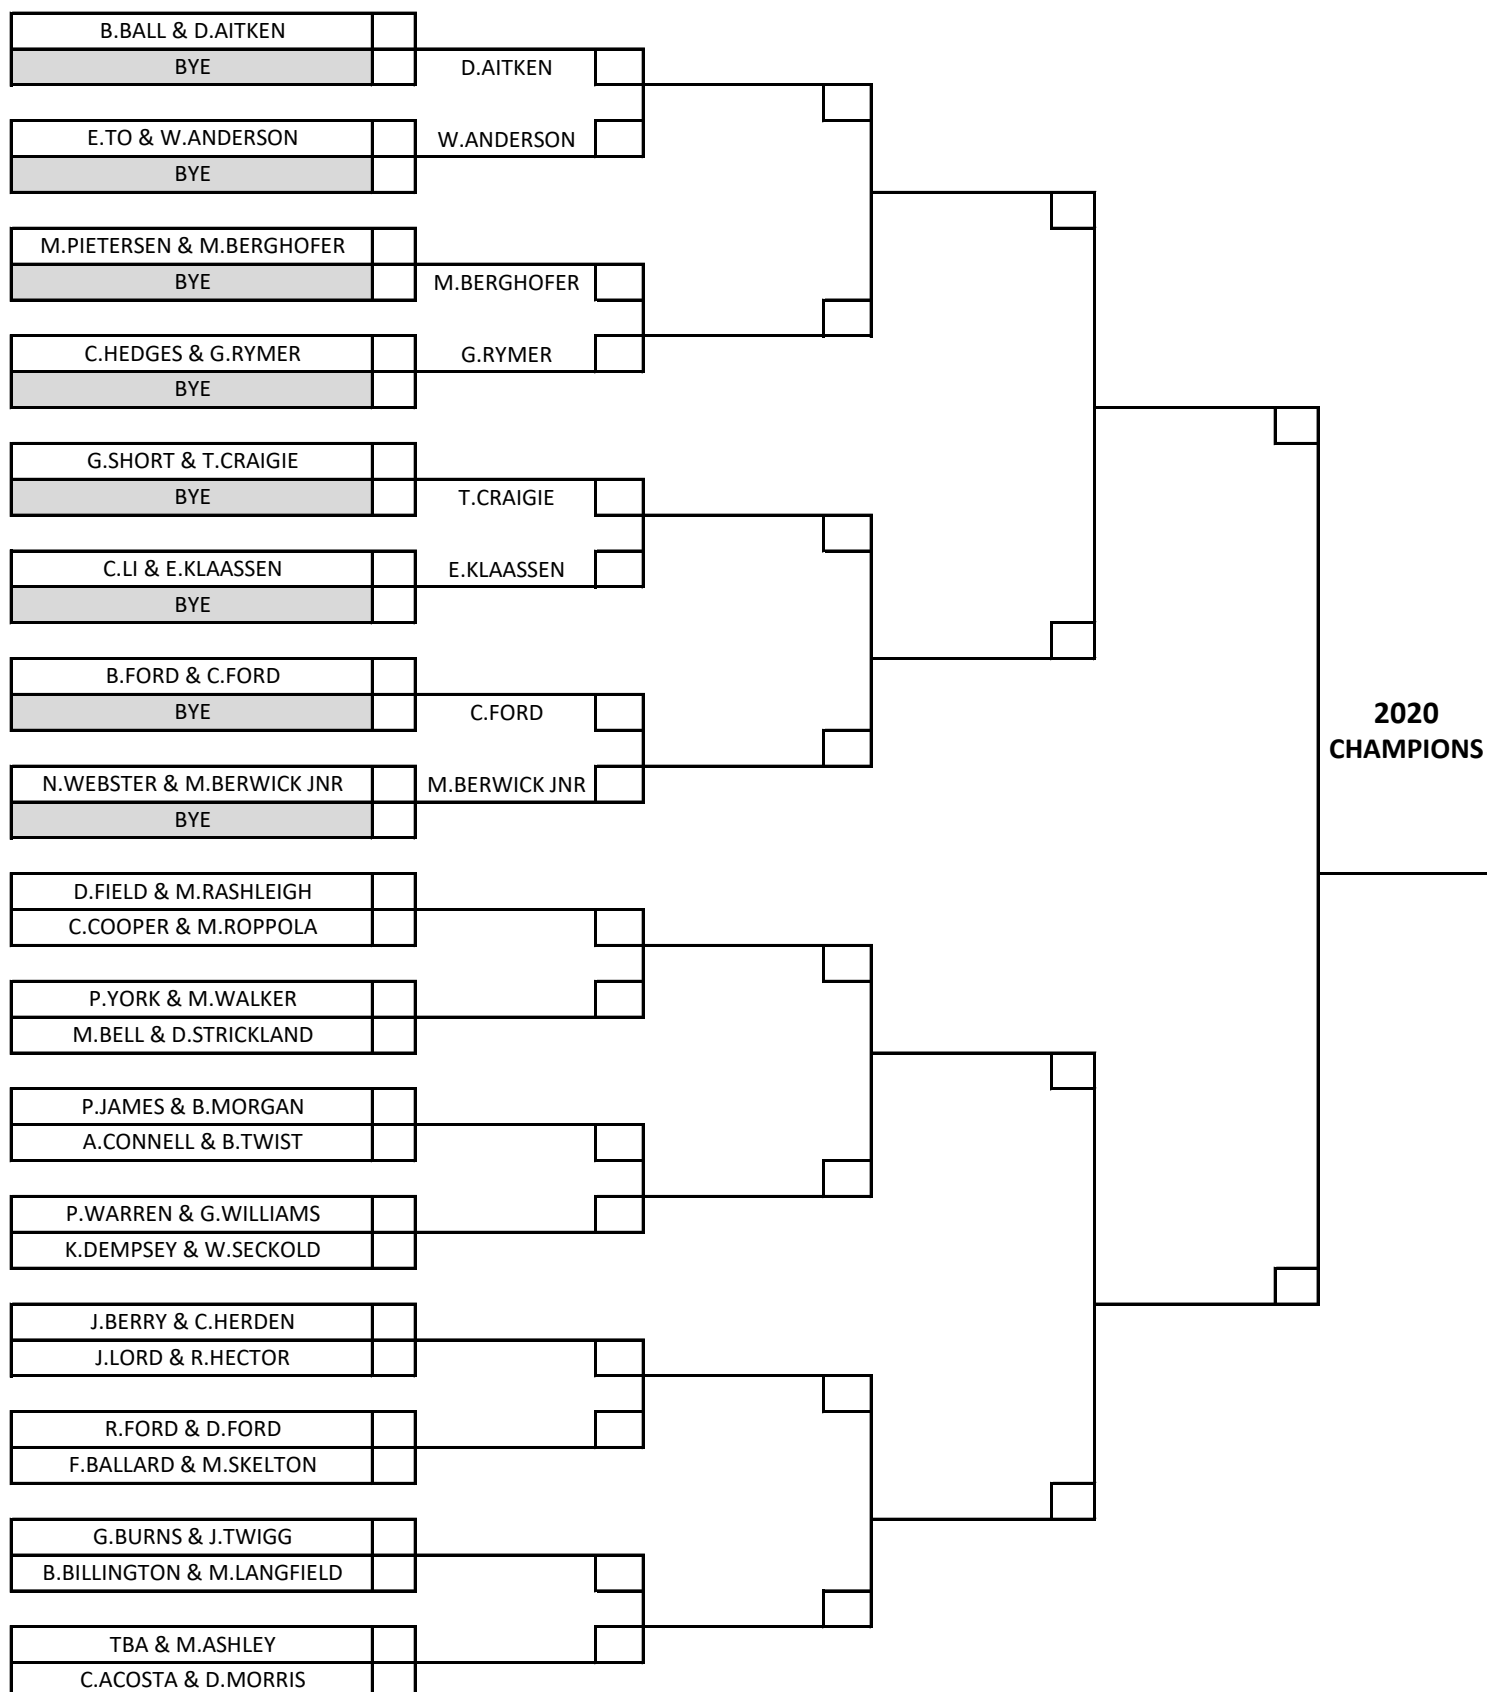 B.BALL & D.AITKEN
BYE
D.AITKEN
E.TO & W.ANDERSON
W.ANDERSON
BYE
M.PIETERSEN & M.BERGHOFER
BYE
M.BERGHOFER
C.HEDGES & G.RYMER
G.RYMER
BYE
G.SHORT & T.CRAIGIE
BYE
T.CRAIGIE
C.LI & E.KLAASSEN
E.KLAASSEN
BYE
B.FORD & C.FORD
BYE
C.FORD
N.WEBSTER & M.BERWICK JNR
M.BERWICK JNR
BYE
2020
CHAMPIONS
D.FIELD & M.RASHLEIGH
C.COOPER & M.ROPPOLA
P.YORK & M.WALKER
M.BELL & D.STRICKLAND
P.JAMES & B.MORGAN
A.CONNELL & B.TWIST
P.WARREN & G.WILLIAMS
K.DEMPSEY & W.SECKOLD
J.BERRY & C.HERDEN
J.LORD & R.HECTOR
R.FORD & D.FORD
F.BALLARD & M.SKELTON
G.BURNS & J.TWIGG
B.BILLINGTON & M.LANGFIELD
TBA & M.ASHLEY
C.ACOSTA & D.MORRIS